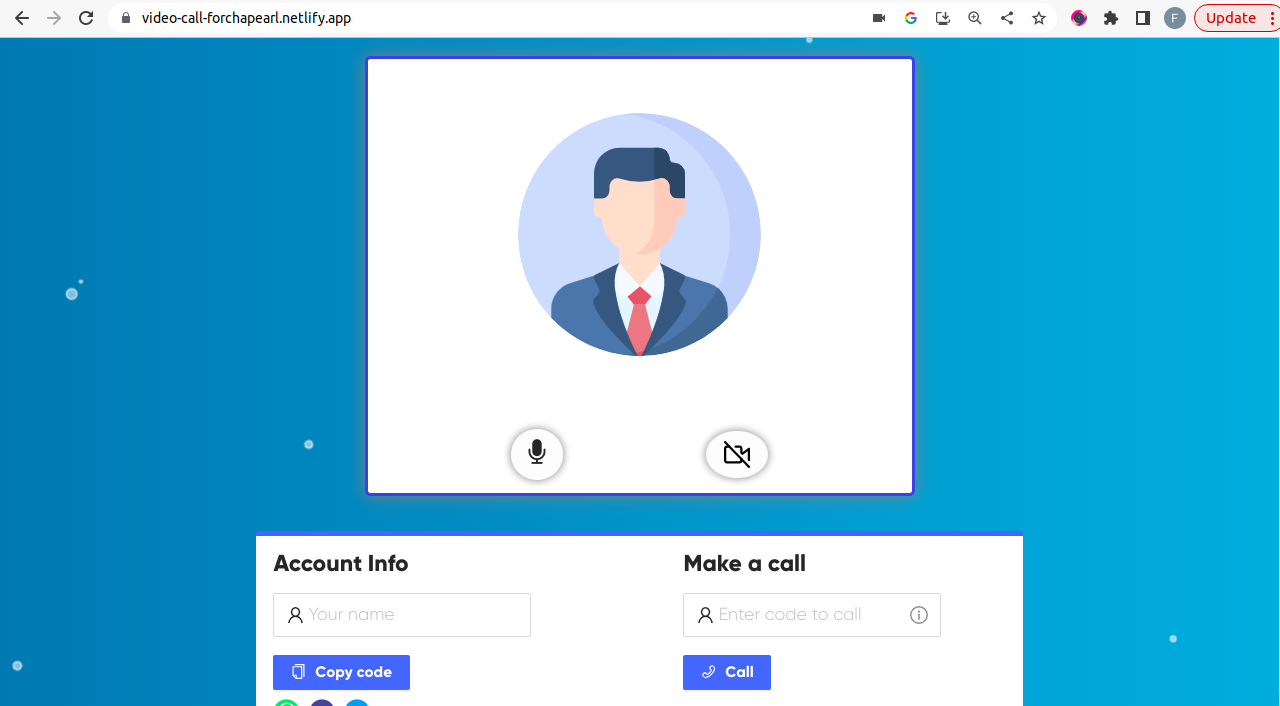 video-call-forchapearl.netlify.app
F
Update
Account Info
Make a call
Your name
Enter code to call
Copy code
Call